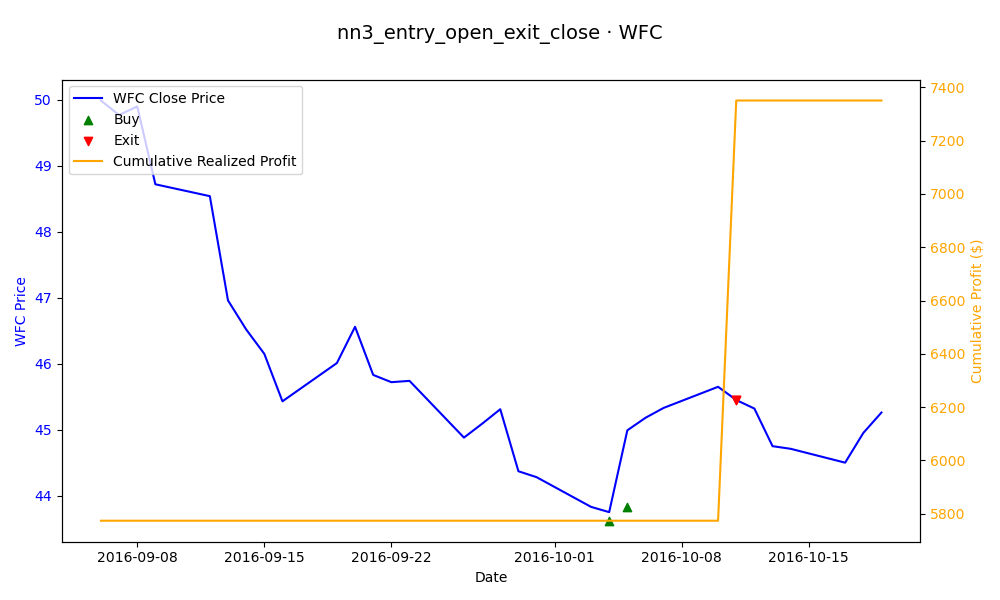 nn3_entry_open_exit_close · WFC
WFC Close Price
Buy
Exit
Cumulative Realized Profit
50
49
48
47
46
45
44
WFC Price
7400
7200
7000
6800
6600
6400
6200
6000
5800
Cumulative Profit ($)
2016-09-08
2016-09-15
2016-09-22
2016-10-01
2016-10-08
2016-10-15
Date